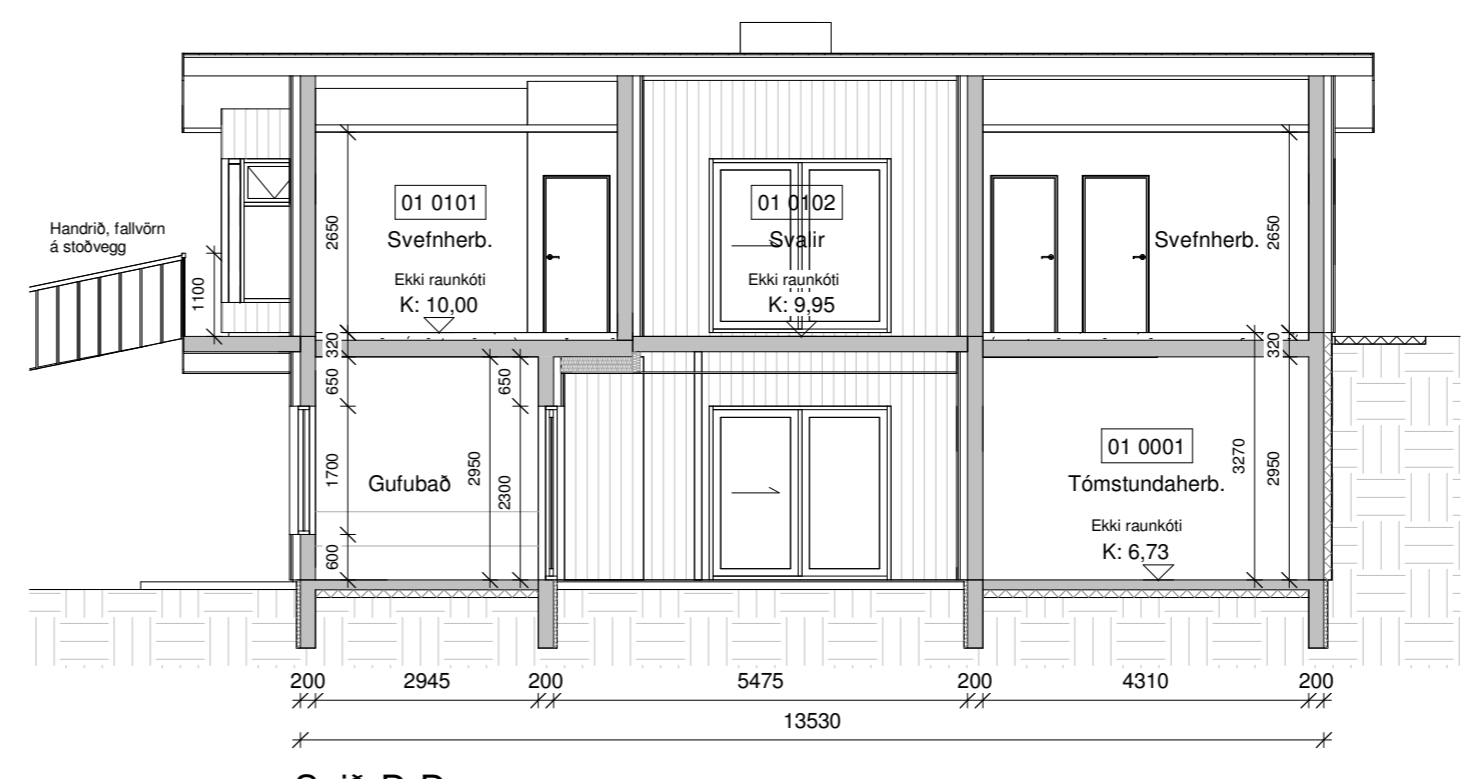 01 0101
Svefnherb.
Ekki raunkóti
K: 10,00
01 0102
Svalir
Ekki raunkóti
K: 9,95
Svefnherb.
2650
2650
Handrið, fallvörn
á stoðvegg
1100
320
320
650
650
1700
Gufubað
2950
2300
600
01 0001
Tómstundaherb.
3270
2950
Ekki raunkóti
K: 6,73
200 2945 200 5475 200 4310 200
13530